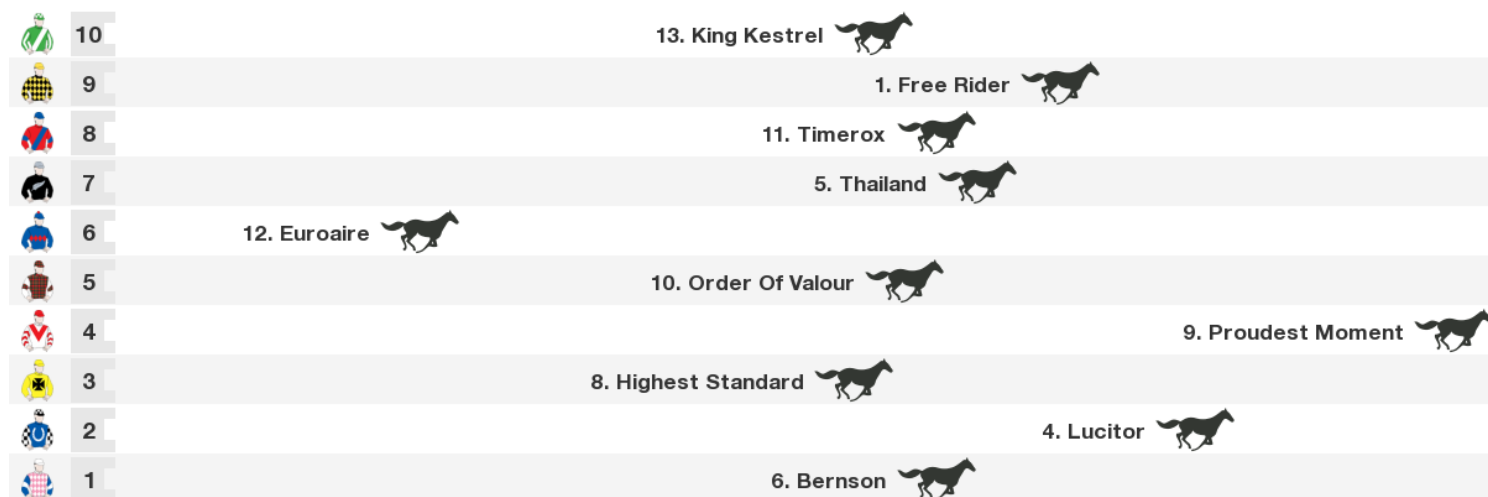 10 13. King Kestrel
9 1. Free Rider
8 11. Timerox
7 5. Thailand
6 12. Euroaire
5 10. Order Of Valour
4 9. Proudest Moment
3 8. Highest Standard
2 4. Lucitor
1 6. Bernson